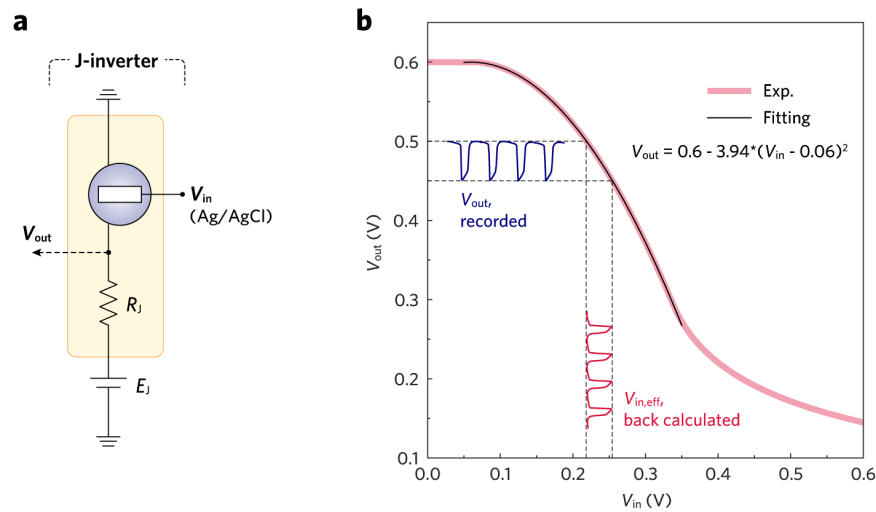 a
J-inverter
V_in
(Ag/AgCl)
V_out
R_J
E_J
b
V_out (V)
0.6
0.5
0.4
0.3
0.2
0.1
Exp.
Fitting
V_out = 0.6 - 3.94*(V_in - 0.06)²
V_out,
recorded
V_in,eff,
back calculated
0.0 0.1 0.2 0.3 0.4 0.5 0.6
V_in (V)